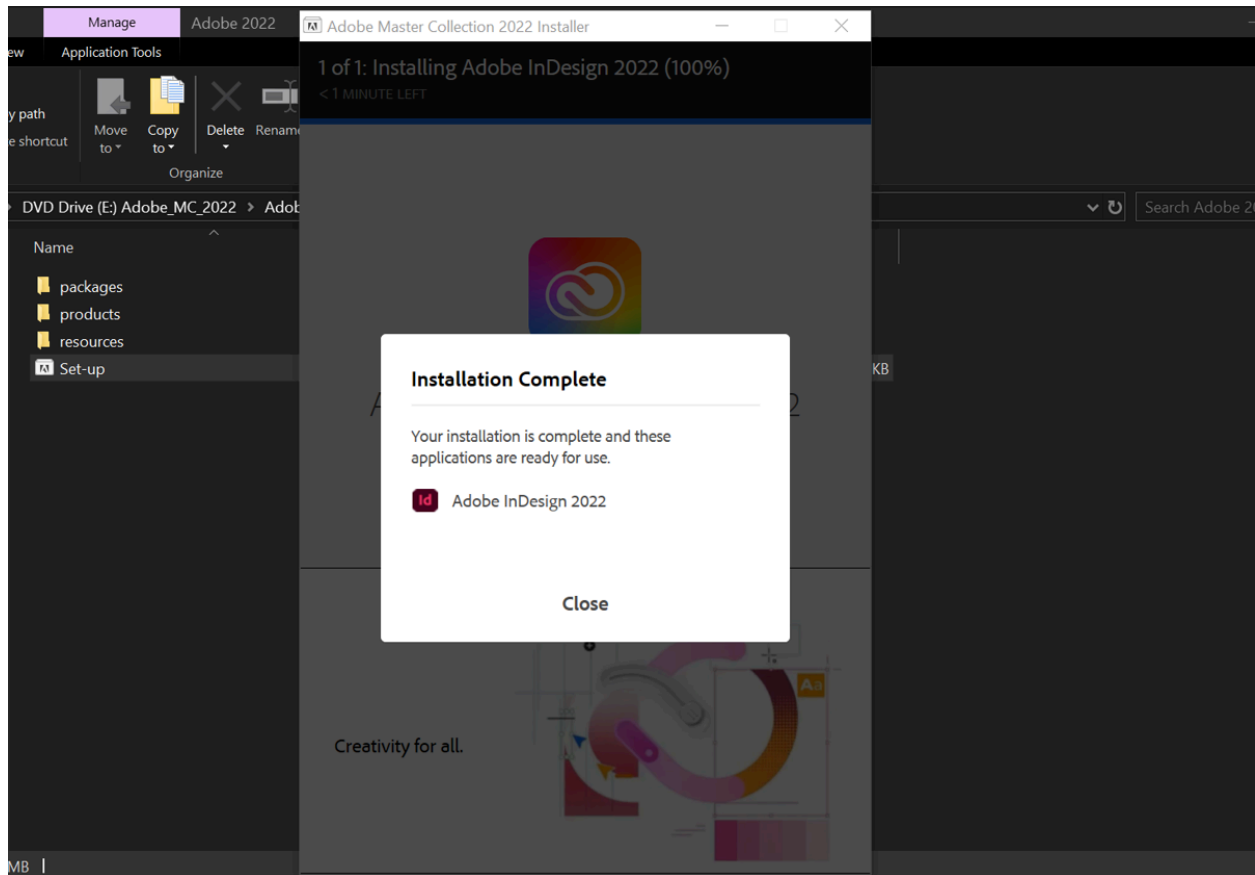 Manage
Adobe 2022
Adobe Master Collection 2022 Installer
ew
Application Tools
1 of 1: Installing Adobe InDesign 2022 (100%)
< 1 MINUTE LEFT
y path
e shortcut
Move to
Copy to
Delete
Rename
Organize
DVD Drive (E:) Adobe_MC_2022 > Adob
Search Adobe 20
Name
packages
products
resources
Set-up
KB
A
2
Installation Complete
Your installation is complete and these
applications are ready for use.
Id
Adobe InDesign 2022
Close
Aa
Creativity for all.
MB